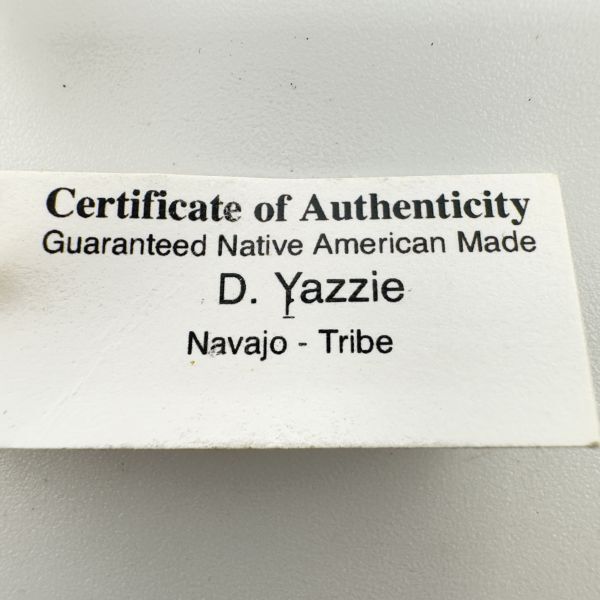 Certificate of Authenticity
Guaranteed Native American Made
D. Yazzie
Navajo - Tribe